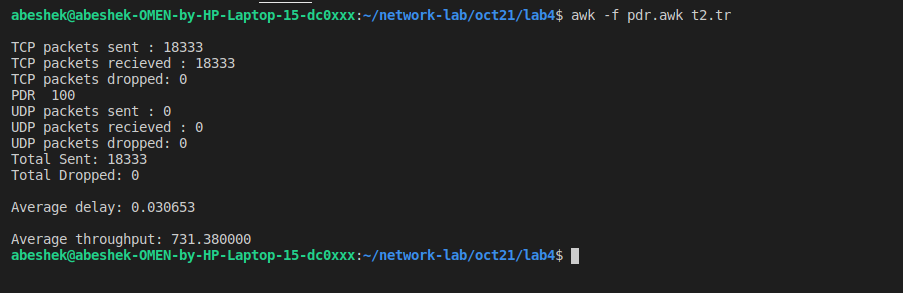 abeshek@abeshek-OMEN-by-HP-Laptop-15-dc0xxx:~/network-lab/oct21/lab4$ awk -f pdr.awk t2.tr
TCP packets sent : 18333
TCP packets recieved : 18333
TCP packets dropped: 0
PDR  100
UDP packets sent : 0
UDP packets recieved : 0
UDP packets dropped: 0
Total Sent: 18333
Total Dropped: 0
Average delay: 0.030653
Average throughput: 731.380000
abeshek@abeshek-OMEN-by-HP-Laptop-15-dc0xxx:~/network-lab/oct21/lab4$